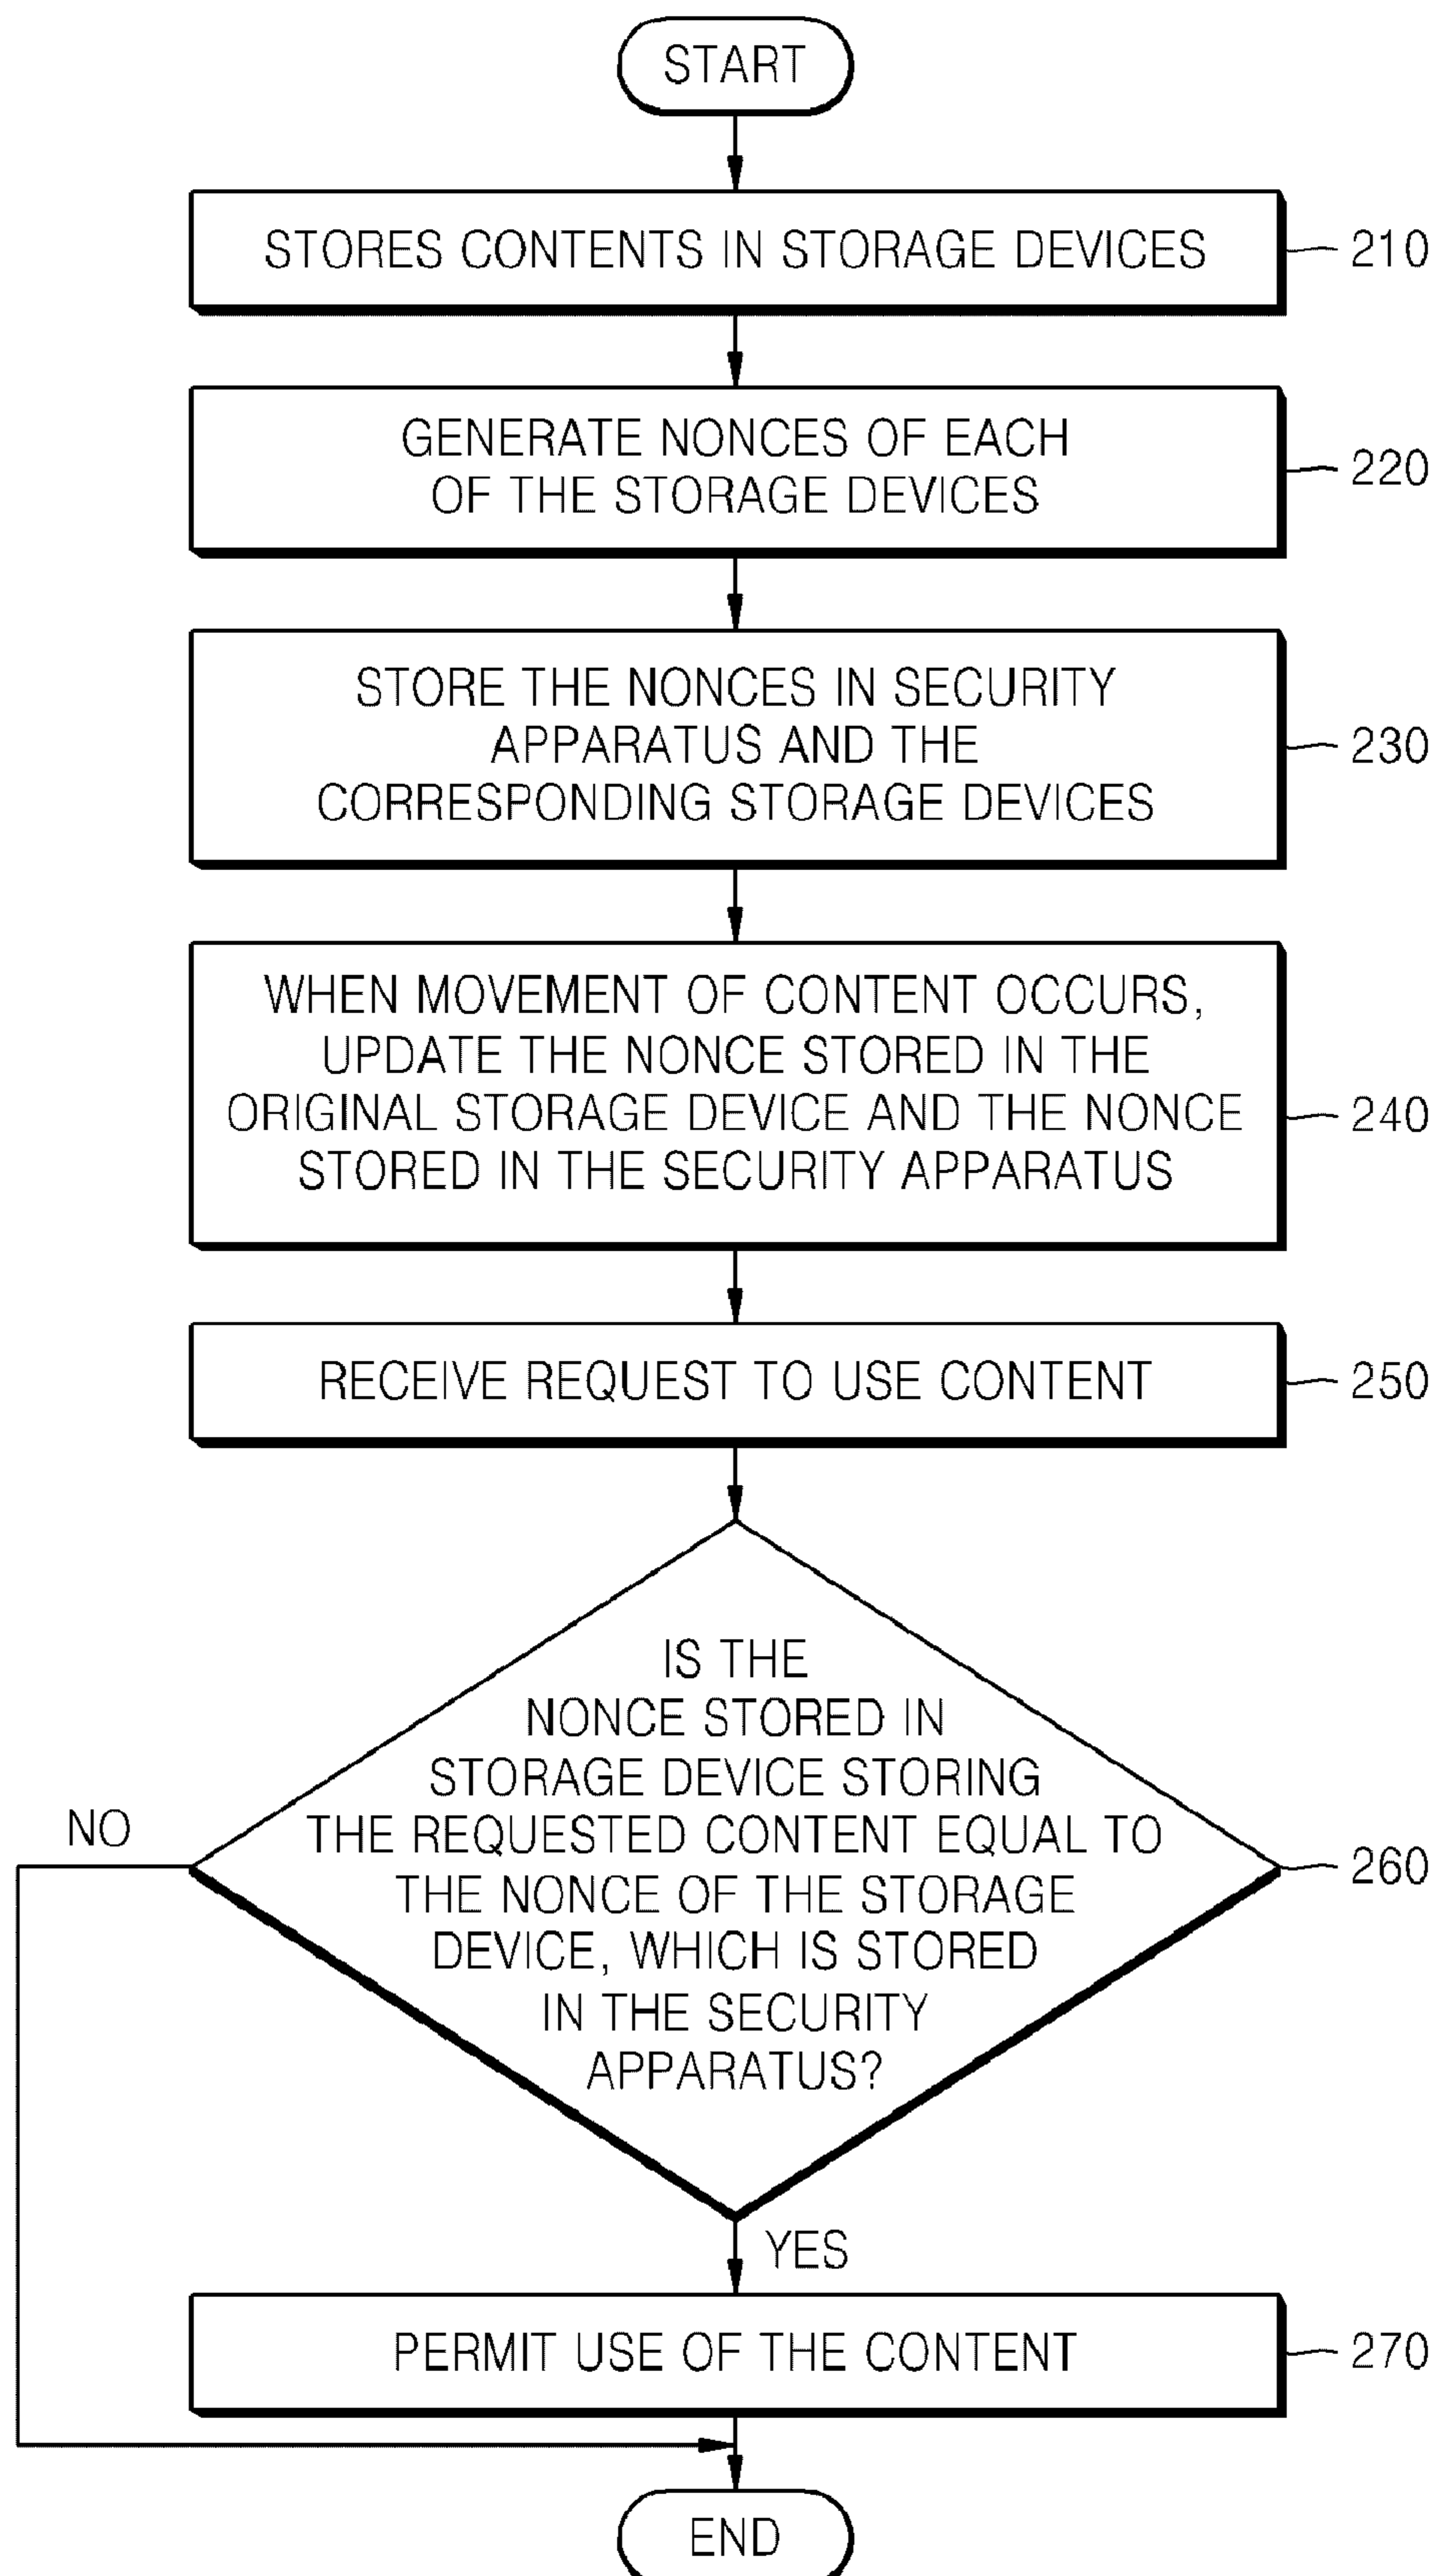 START
STORES CONTENTS IN STORAGE DEVICES
210
GENERATE NONCES OF EACH
OF THE STORAGE DEVICES
220
STORE THE NONCES IN SECURITY
APPARATUS AND THE
CORRESPONDING STORAGE DEVICES
230
WHEN MOVEMENT OF CONTENT OCCURS,
UPDATE THE NONCE STORED IN THE
ORIGINAL STORAGE DEVICE AND THE NONCE
STORED IN THE SECURITY APPARATUS
240
RECEIVE REQUEST TO USE CONTENT
250
IS THE
NONCE STORED IN
STORAGE DEVICE STORING
THE REQUESTED CONTENT EQUAL TO
THE NONCE OF THE STORAGE
DEVICE, WHICH IS STORED
IN THE SECURITY
APPARATUS?
260
NO
YES
PERMIT USE OF THE CONTENT
270
END